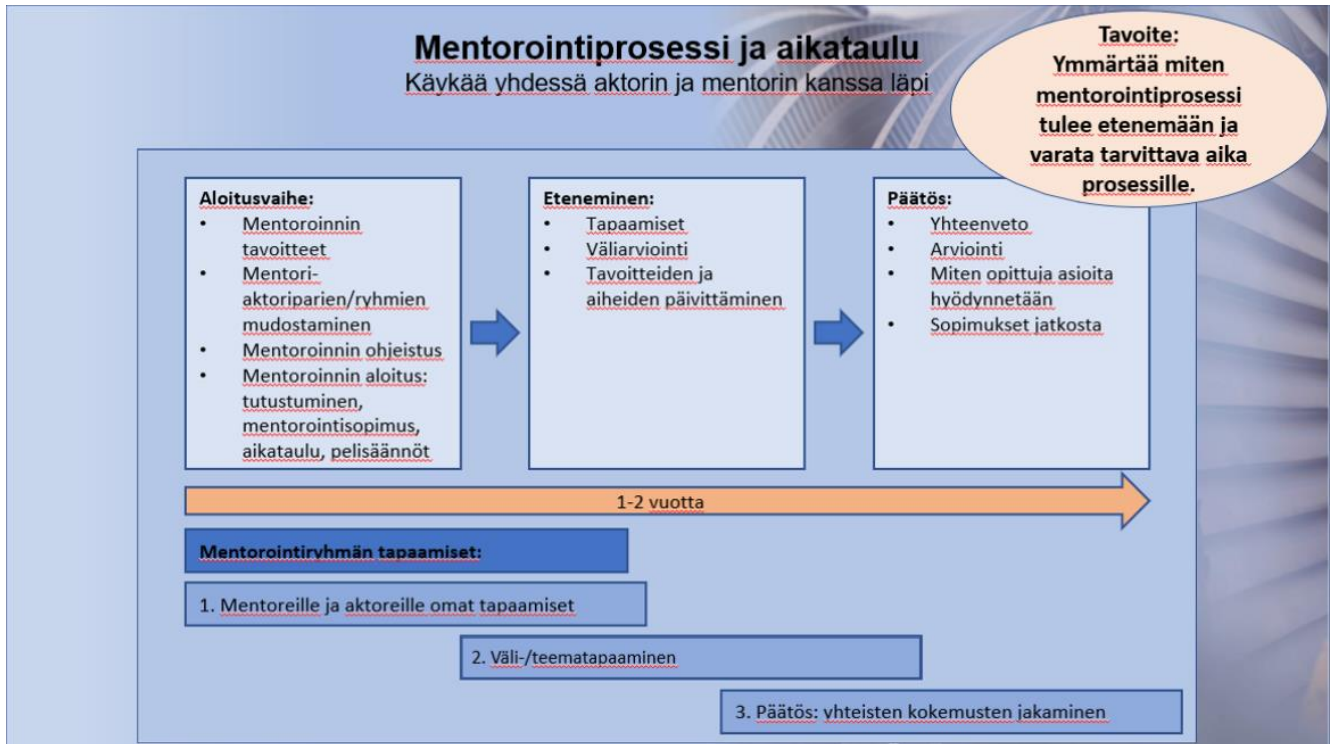 Mentorointiprosessi ja aikataulu
Käykää yhdessä aktorin ja mentorin kanssa läpi
Tavoite:
Ymmärtää miten
mentorointiprosessi
tulee etenemään ja
varata tarvittava aika
prosessille.
Aloitusvaihe:
• Mentoroinnin
tavoitteet
• Mentori-
aktoriparien/ryhmien
mudostaminen
• Mentoroinnin ohjeistus
• Mentoroinnin aloitus:
tutustuminen,
mentorointisopimus,
aikataulu, pelisäännöt
Eteneminen:
• Tapaamiset
• Väliarviointi
• Tavoitteiden ja
aiheiden päivittäminen
Päätös:
• Yhteenveto
• Arviointi
• Miten opittuja asioita
hyödynnetään
• Sopimukset jatkosta
1-2 vuotta
Mentorointiryhmän tapaamiset:
1. Mentoreille ja aktoreille omat tapaamiset
2. Väli-/teematapaaminen
3. Päätös: yhteisten kokemusten jakaminen